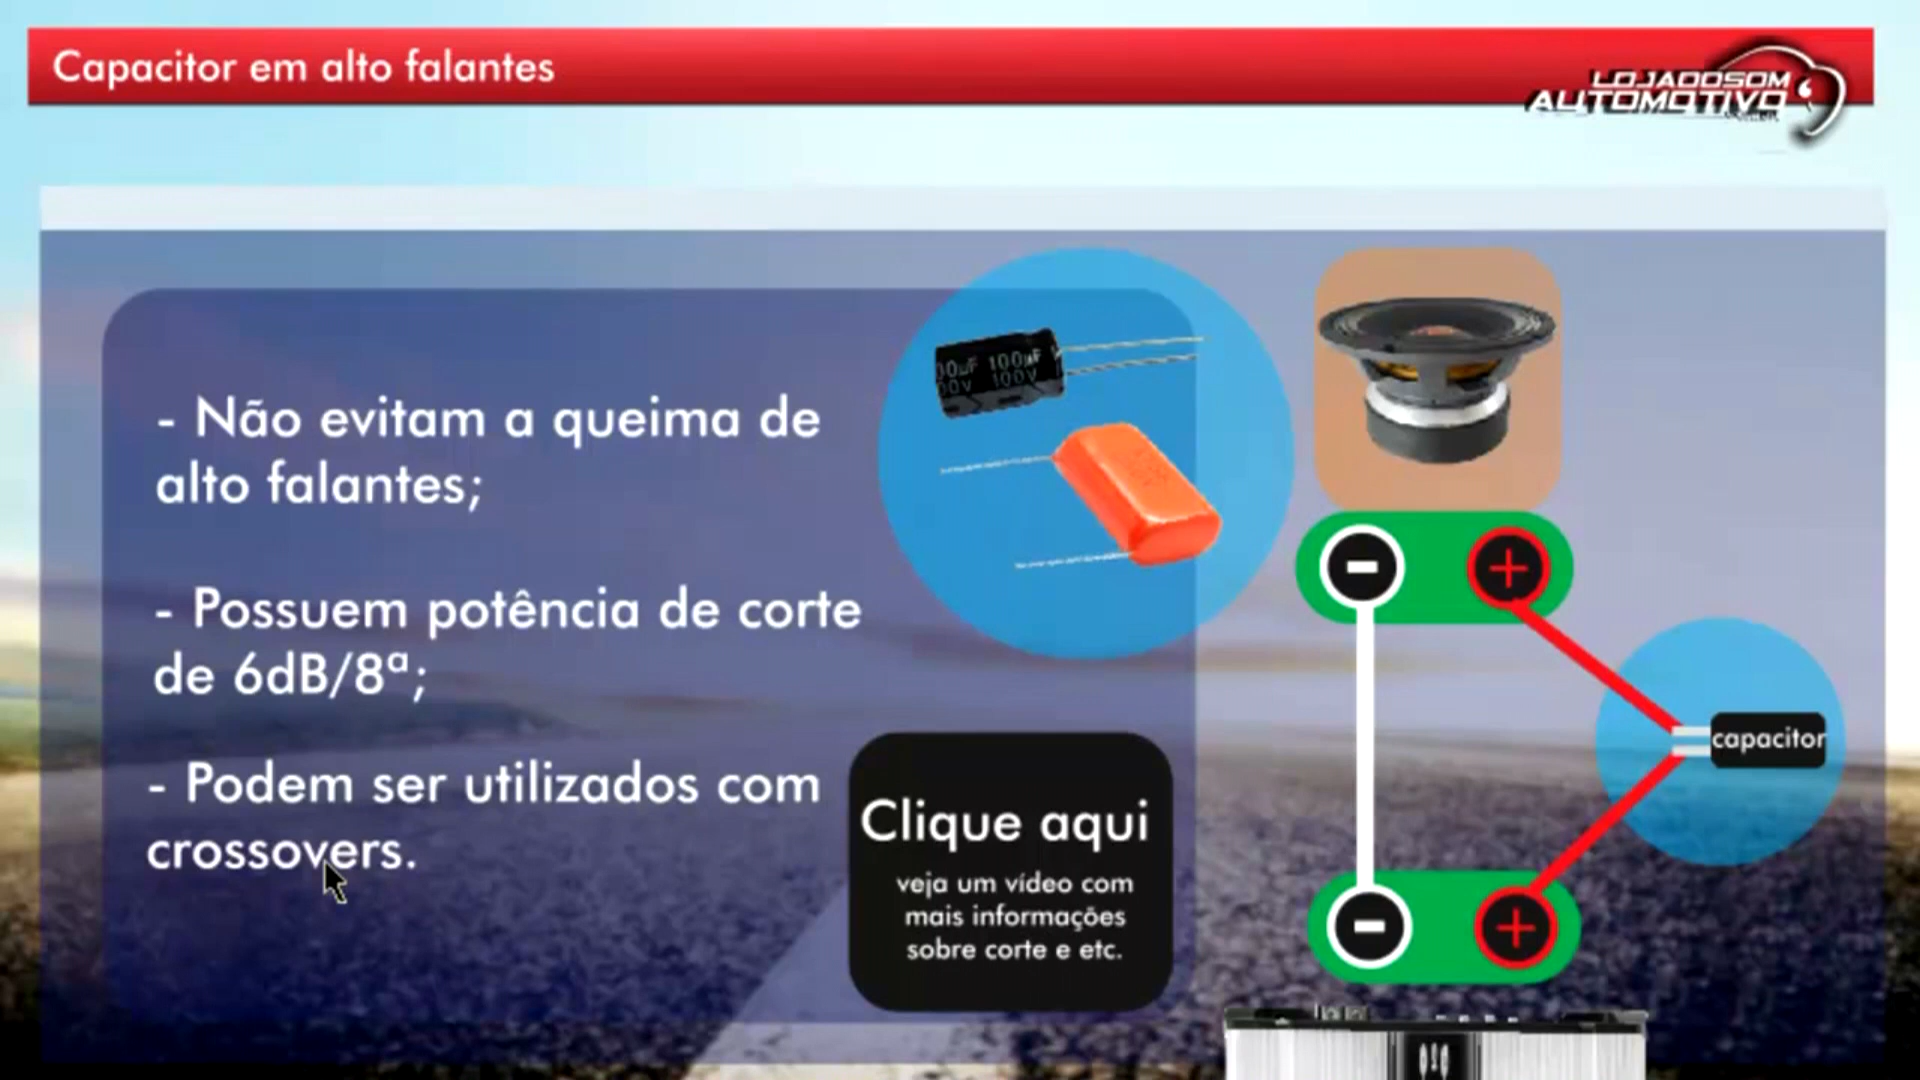 Capacitor em alto falantes
LOJADOSOM
AUTOMOTIVO
- Não evitam a queima de
alto falantes;
- Possuem potência de corte
de 6dB/8ª;
- Podem ser utilizados com
crossovers.
100µF
100V
Clique aqui
veja um vídeo com
mais informações
sobre corte e etc.
-
+
capacitor
-
+